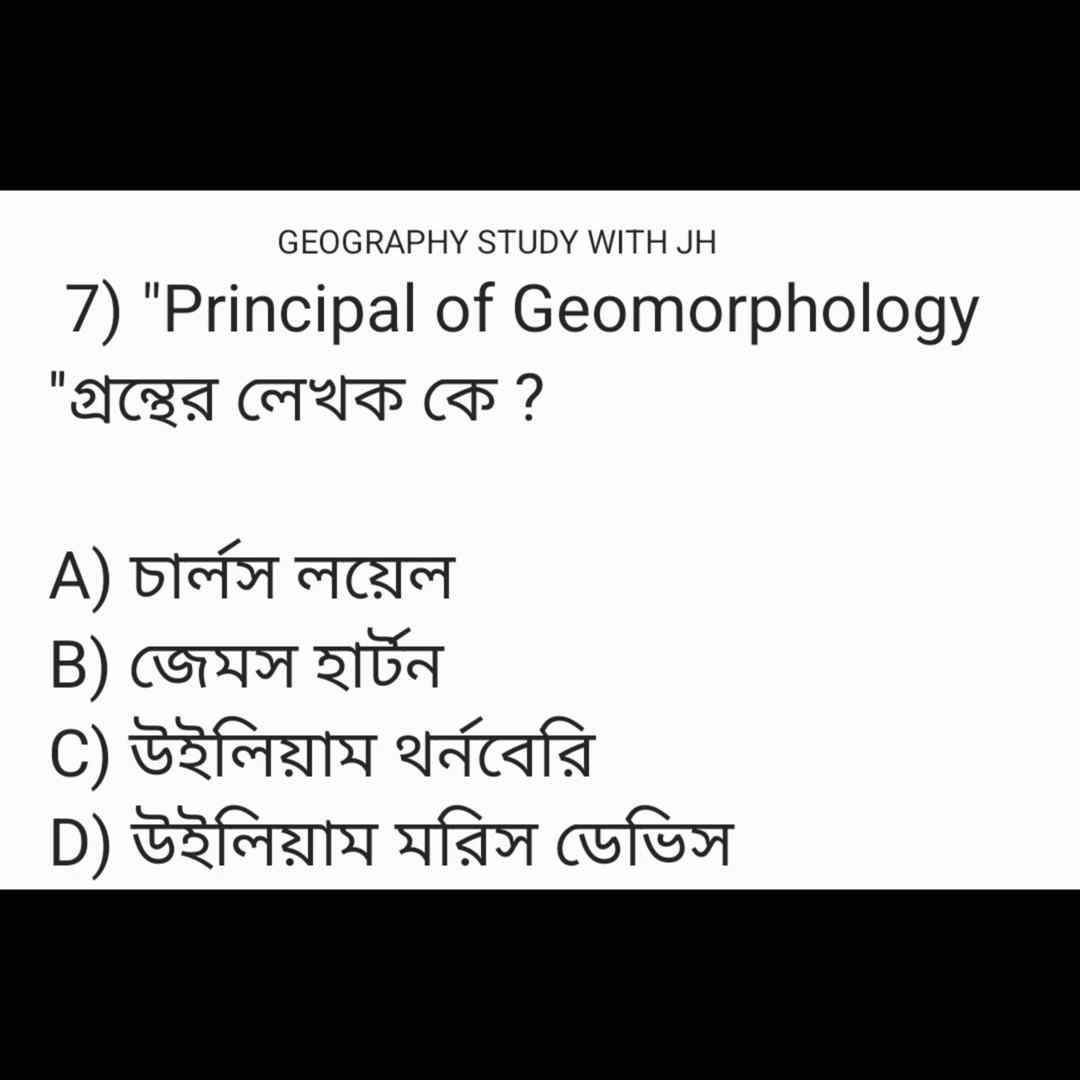 GEOGRAPHY STUDY WITH JH
7) "Principal of Geomorphology
"গ্রন্থের লেখক কে ?
A) চার্লস লয়েল
B) জেমস হার্টন
C) উইলিয়াম থর্নবেরি
D) উইলিয়াম মরিস ডেভিস